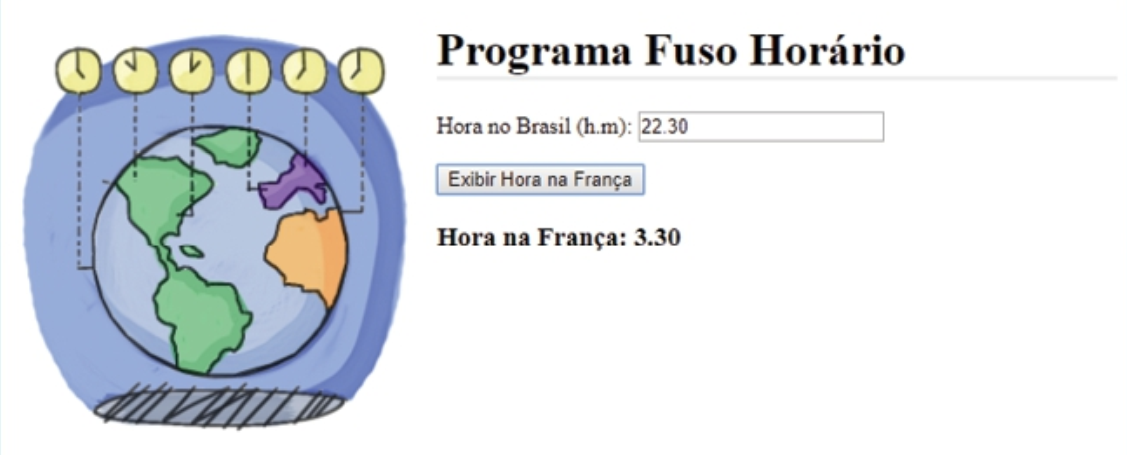 Programa Fuso Horário
Hora no Brasil (h.m): 22.30
Exibir Hora na França
Hora na França: 3.30